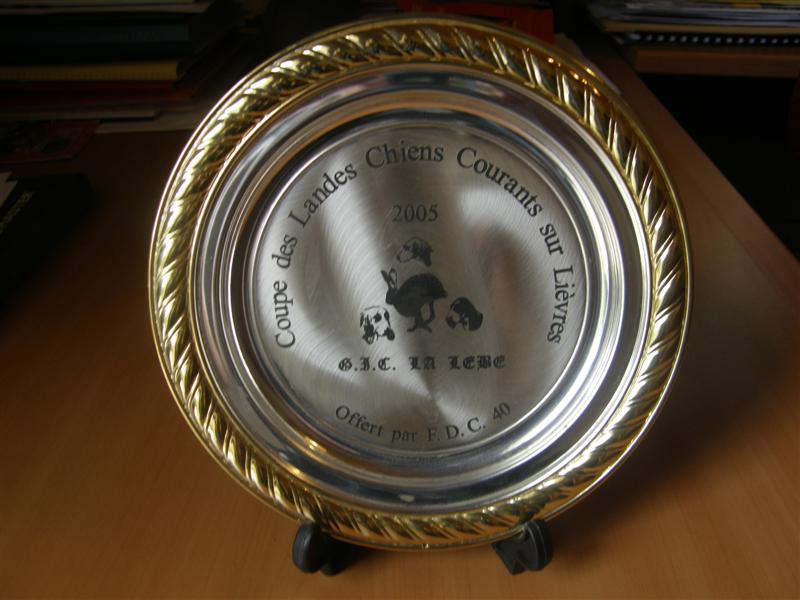 Coupe des Landes Chiens Courants sur Lièvres
2005
G.I.C. LA LEBE
Offert par F.D.C. 40